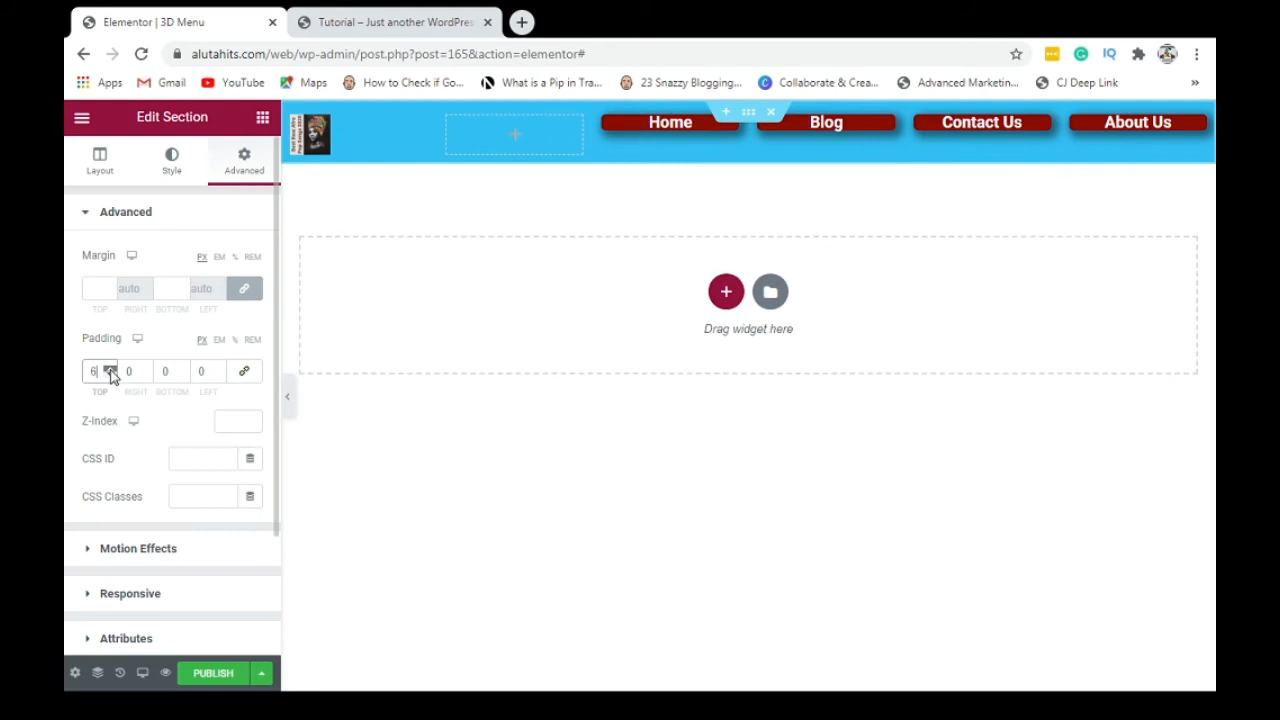 Elementor | 3D Menu
Tutorial – Just another WordPres
alutahits.com/web/wp-admin/post.php?post=165&action=elementor#
Apps Gmail YouTube Maps How to Check if Go... What is a Pip in Tra... 23 Snazzy Blogging... Collaborate & Crea... Advanced Marketin... CJ Deep Link »
Edit Section
Home Blog Contact Us About Us
Layout Style Advanced
Advanced
Margin PX EM % REM
auto auto
TOP RIGHT BOTTOM LEFT
Padding PX EM % REM
6 0 0 0
TOP RIGHT BOTTOM LEFT
Z-Index
CSS ID
CSS Classes
Motion Effects
Responsive
Attributes
PUBLISH
Drag widget here